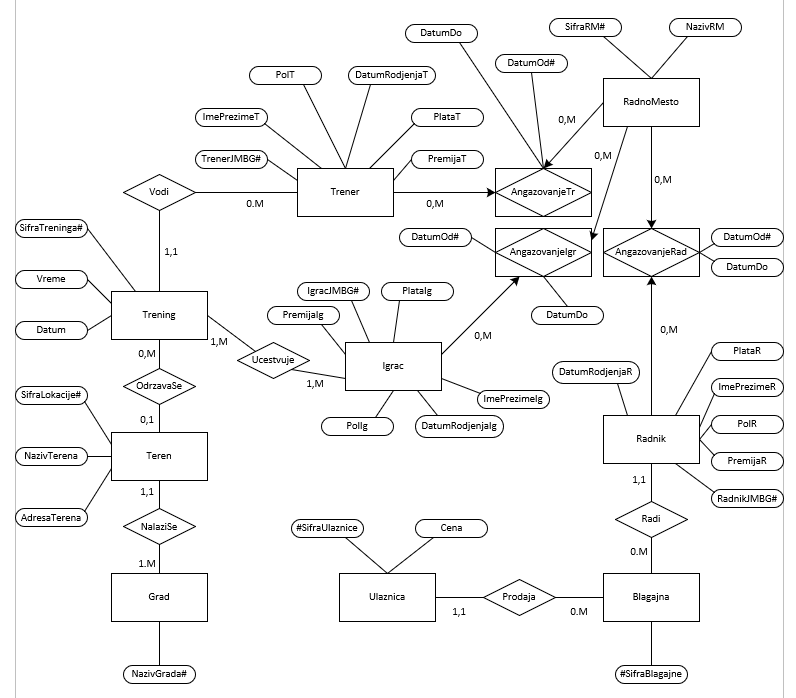 SifraRM#
NazivRM
DatumDo
DatumOd#
PolT
DatumRodjenjaT
RadnoMesto
ImePrezimeT
PlataT
0,M
TrenerJMBG#
PremijaT
0,M
Vodi
Trener
AngazovanjeTr
0,M
0.M
0,M
SifraTreninga#
DatumOd#
DatumOd#
1,1
AngazovanjeIgr
AngazovanjeRad
DatumDo
Vreme
IgracJMBG#
PlataIg
Trening
PremijaIg
DatumDo
Datum
0,M
0,M
1,M
0,M
PlataR
Ucestvuje
Igrac
DatumRodjenjaR
OdrzavaSe
1,M
ImePrezimeR
SifraLokacije#
ImePrezimeIg
0,1
PolIg
DatumRodjenjaIg
PolR
Radnik
NazivTerena
Teren
PremijaR
1,1
1,1
RadnikJMBG#
AdresaTerena
NalaziSe
#SifraUlaznice
Cena
Radi
0.M
1.M
Grad
Ulaznica
Prodaja
Blagajna
1,1
0.M
NazivGrada#
#SifraBlagajne